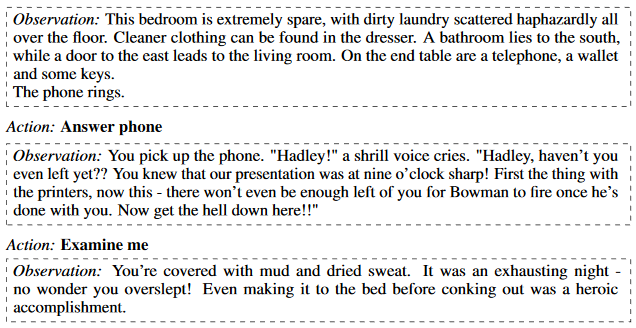 Observation: This bedroom is extremely spare, with dirty laundry scattered haphazardly all
over the floor. Cleaner clothing can be found in the dresser. A bathroom lies to the south,
while a door to the east leads to the living room. On the end table are a telephone, a wallet
and some keys.
The phone rings.
Action: Answer phone
Observation: You pick up the phone. "Hadley!" a shrill voice cries. "Hadley, haven't you
even left yet?? You knew that our presentation was at nine o'clock sharp! First the thing with
the printers, now this - there won't even be enough left of you for Bowman to fire once he's
done with you. Now get the hell down here!!"
Action: Examine me
Observation: You're covered with mud and dried sweat. It was an exhausting night -
no wonder you overslept! Even making it to the bed before conking out was a heroic
accomplishment.